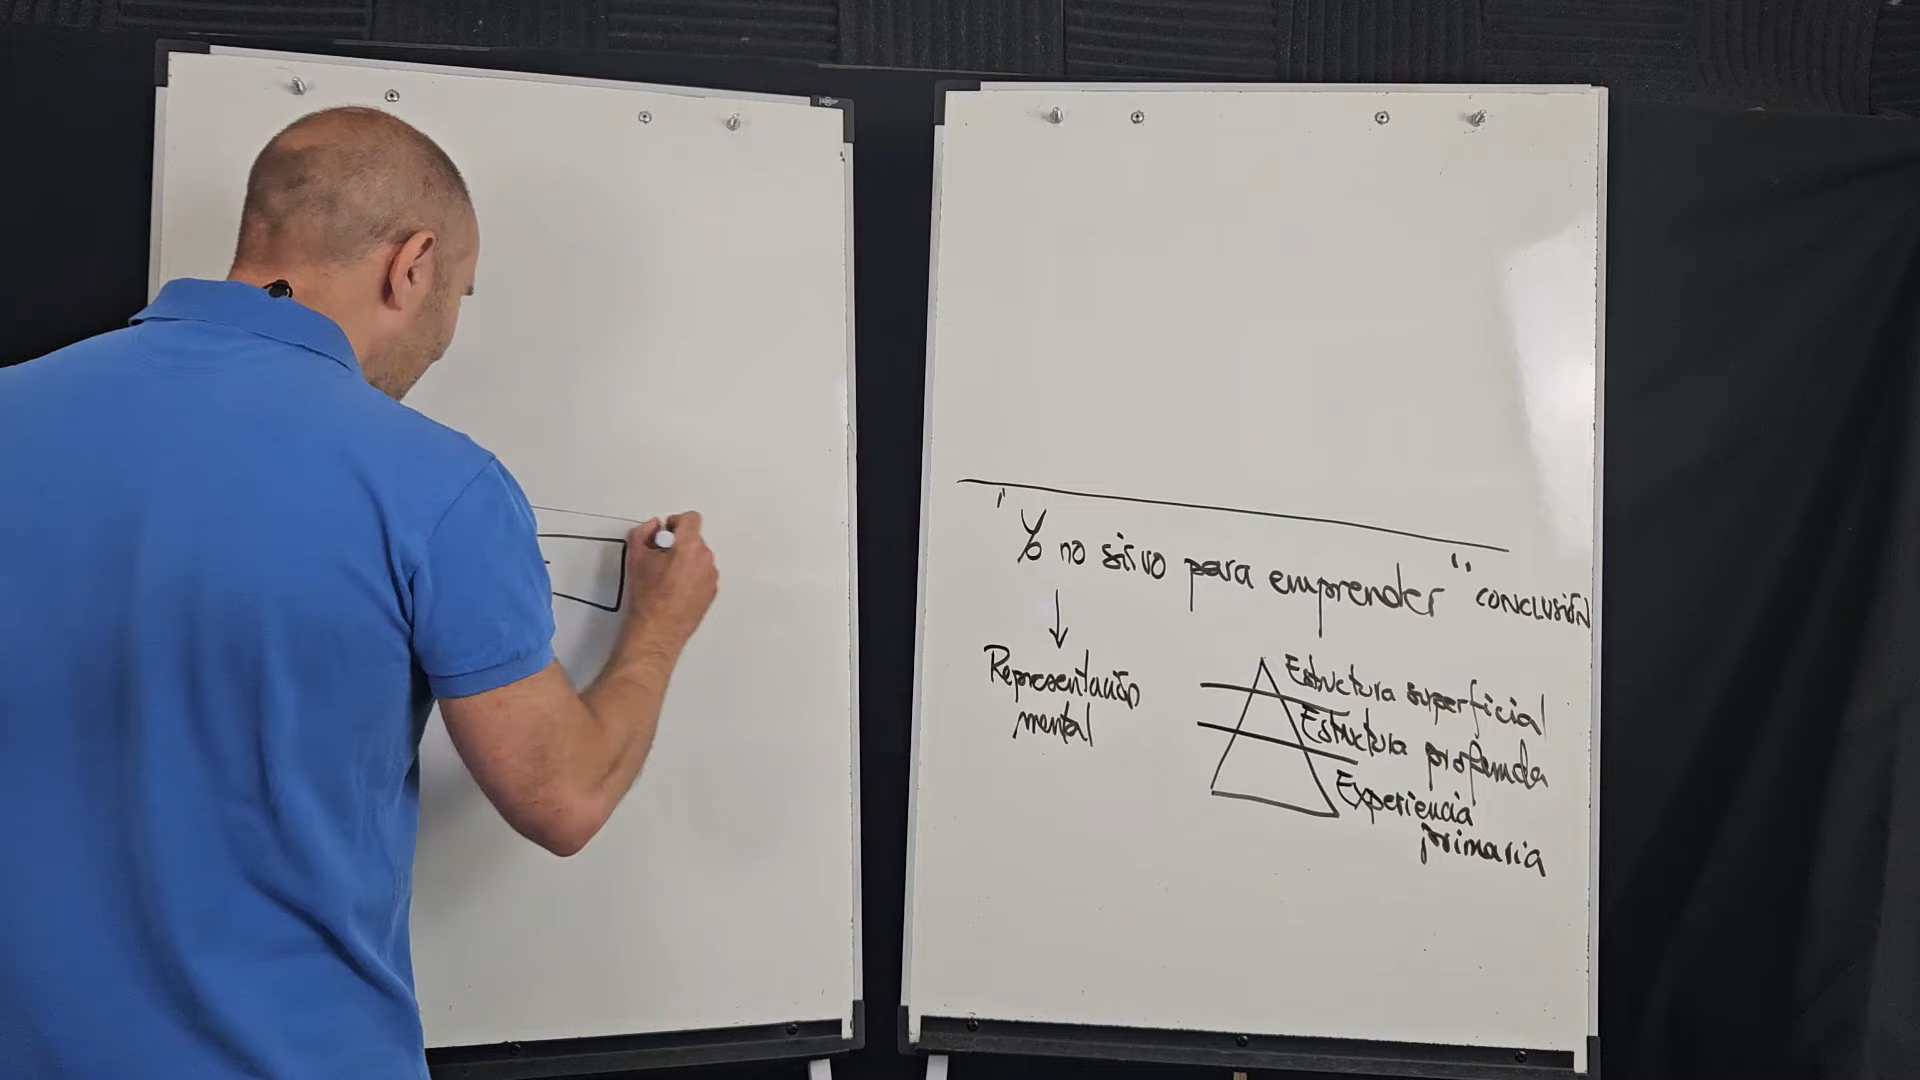 "Yo no sirvo para emprender" CONCLUSIÓN
Representación
mental
Estructura superficial
Estructura profunda
Experiencia
primaria